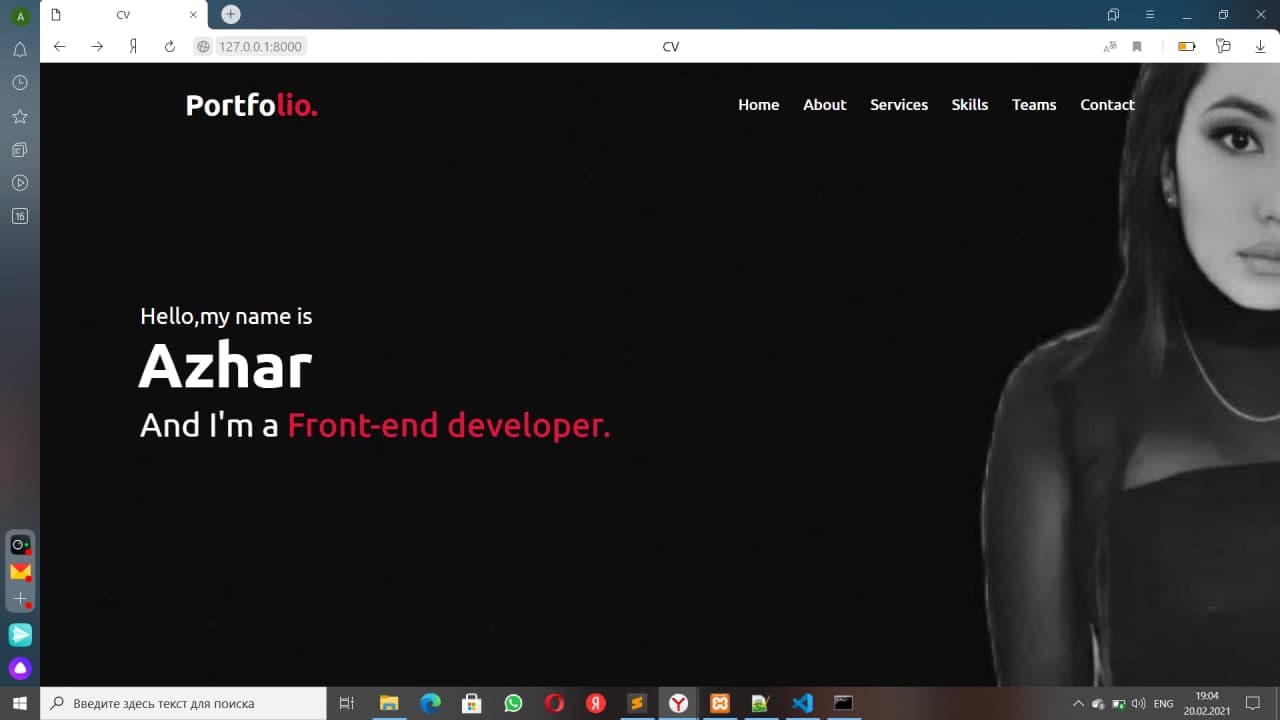 A
CV
Я
127.0.0.1:8000
CV
16
Portfolio.
Home About Services Skills Teams Contact
Hello,my name is
Azhar
And I'm a Front-end developer.
Введите здесь текст для поиска
Я
Y
ENG
19:04
20.02.2021